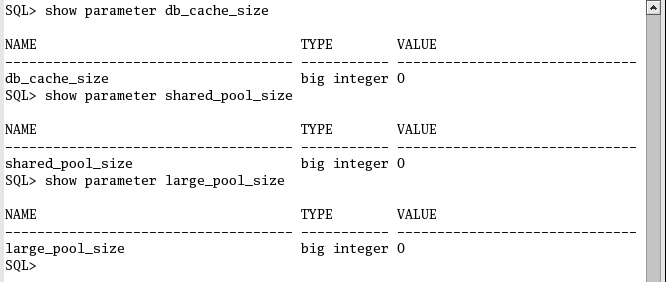 SQL> show parameter db_cache_size
NAME                                 TYPE        VALUE
------------------------------------ ----------- ------------------------------
db_cache_size                        big integer 0
SQL> show parameter shared_pool_size
NAME                                 TYPE        VALUE
------------------------------------ ----------- ------------------------------
shared_pool_size                     big integer 0
SQL> show parameter large_pool_size
NAME                                 TYPE        VALUE
------------------------------------ ----------- ------------------------------
large_pool_size                      big integer 0
SQL>